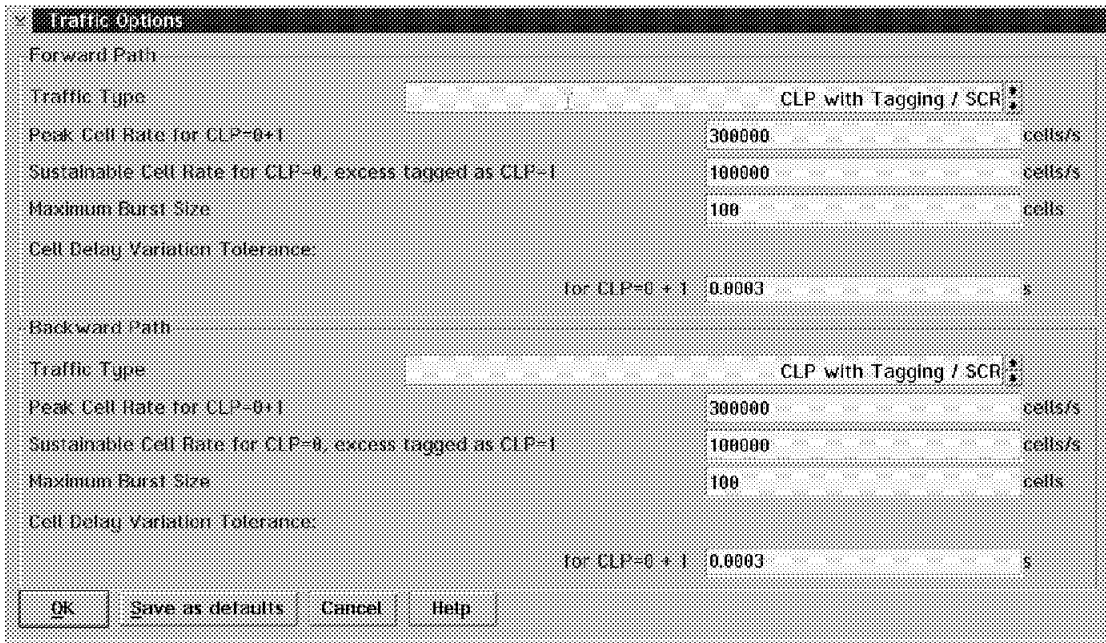 Traffic Options
Forward Path
Traffic Type CLP with Tagging / SCR
Peak Cell Rate for CLP=0+1 300000 cells/s
Sustainable Cell Rate for CLP=0, excess tagged as CLP=1 100000 cells/s
Maximum Burst Size 100 cells
Cell Delay Variation Tolerance:
for CLP=0 + 1 0.0003 s
Backward Path
Traffic Type CLP with Tagging / SCR
Peak Cell Rate for CLP=0+1 300000 cells/s
Sustainable Cell Rate for CLP=0, excess tagged as CLP=1 100000 cells/s
Maximum Burst Size 100 cells
Cell Delay Variation Tolerance:
for CLP=0 + 1 0.0003 s
OK Save as defaults Cancel Help